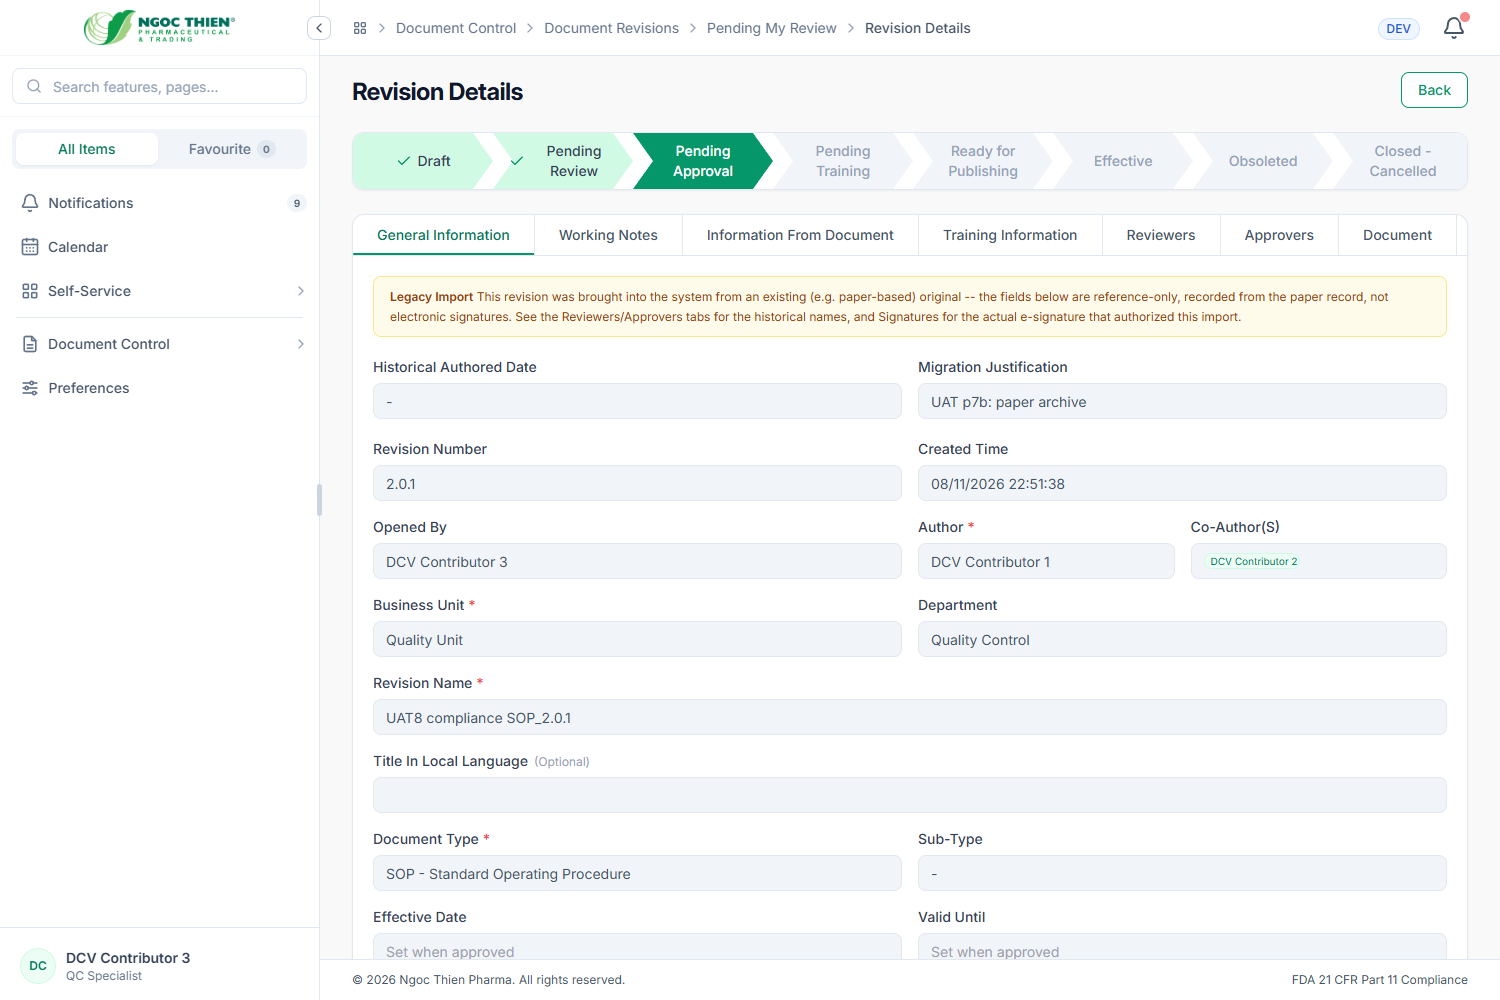 NGOC THIEN®
PHARMACEUTICAL
& TRADING
Search features, pages...
All Items
Favourite 0
Notifications 9
Calendar
Self-Service
Document Control
Preferences
DC
DCV Contributor 3
QC Specialist
Document Control
Document Revisions
Pending My Review
Revision Details
DEV
Revision Details
Back
Draft
Pending
Review
Pending
Approval
Pending
Training
Ready for
Publishing
Effective
Obsoleted
Closed -
Cancelled
General Information
Working Notes
Information From Document
Training Information
Reviewers
Approvers
Document
Legacy Import This revision was brought into the system from an existing (e.g. paper-based) original -- the fields below are reference-only, recorded from the paper record, not
electronic signatures. See the Reviewers/Approvers tabs for the historical names, and Signatures for the actual e-signature that authorized this import.
Historical Authored Date
-
Migration Justification
UAT p7b: paper archive
Revision Number
2.0.1
Created Time
08/11/2026 22:51:38
Opened By
DCV Contributor 3
Author *
DCV Contributor 1
Co-Author(S)
DCV Contributor 2
Business Unit *
Quality Unit
Department
Quality Control
Revision Name *
UAT8 compliance SOP_2.0.1
Title In Local Language (Optional)
Document Type *
SOP - Standard Operating Procedure
Sub-Type
-
Effective Date
Set when approved
Valid Until
Set when approved
© 2026 Ngoc Thien Pharma. All rights reserved.
FDA 21 CFR Part 11 Compliance